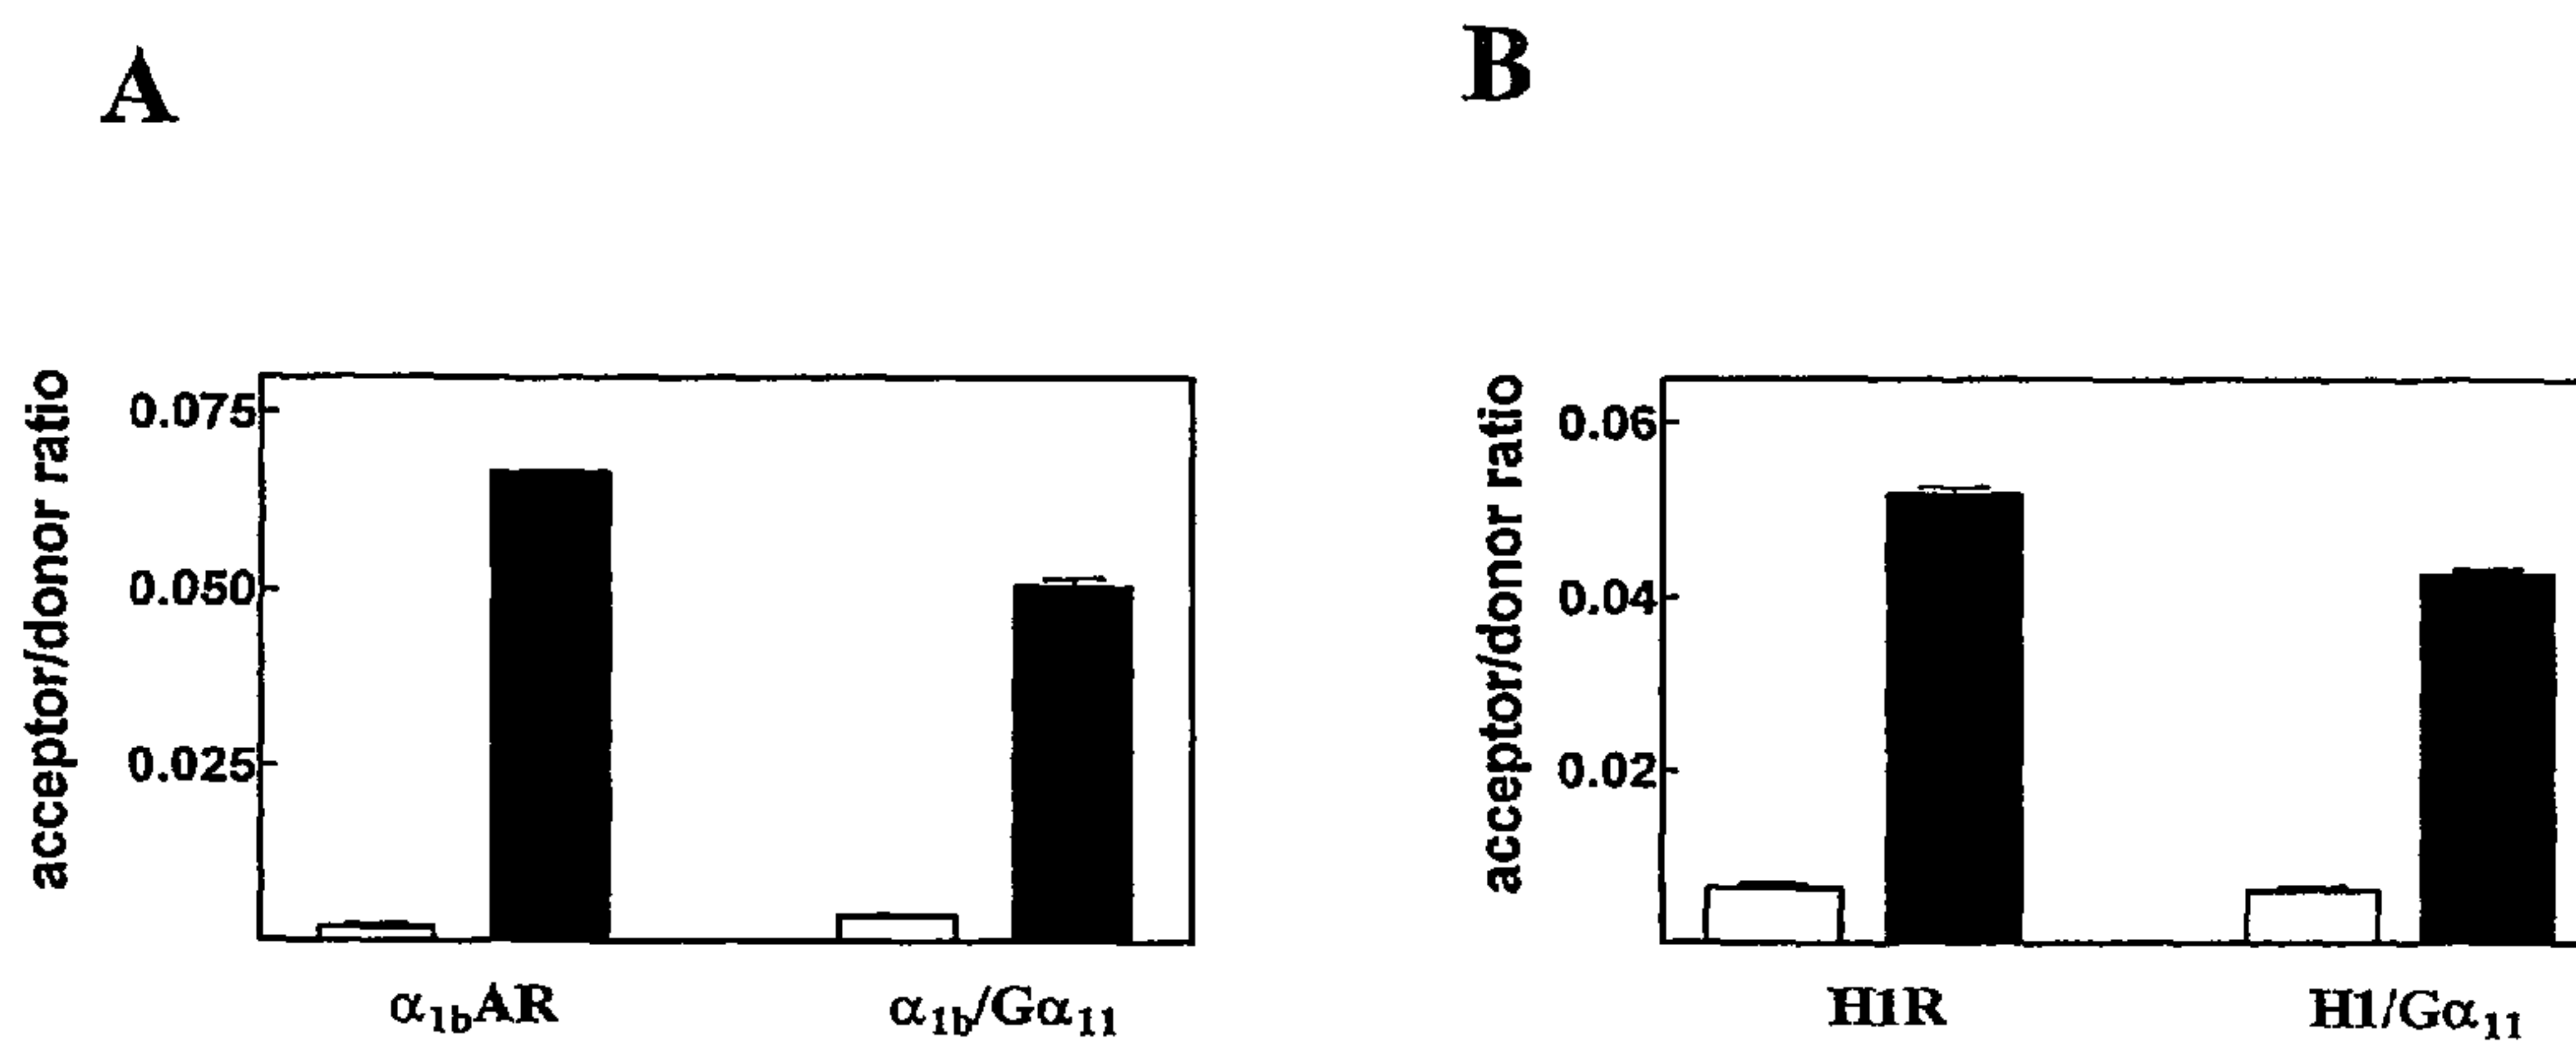 A
B
acceptor/donor ratio
0.075
0.050
0.025
α₁bAR
α₁b/Gα₁₁
acceptor/donor ratio
0.06
0.04
0.02
H1R
H1/Gα₁₁